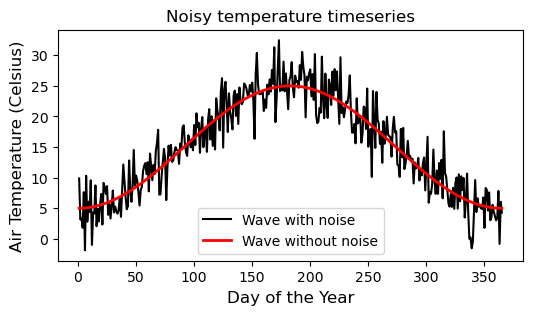 Noisy temperature timeseries
Air Temperature (Celsius)
30
25
20
15
10
5
0
Wave with noise
Wave without noise
0 50 100 150 200 250 300 350
Day of the Year